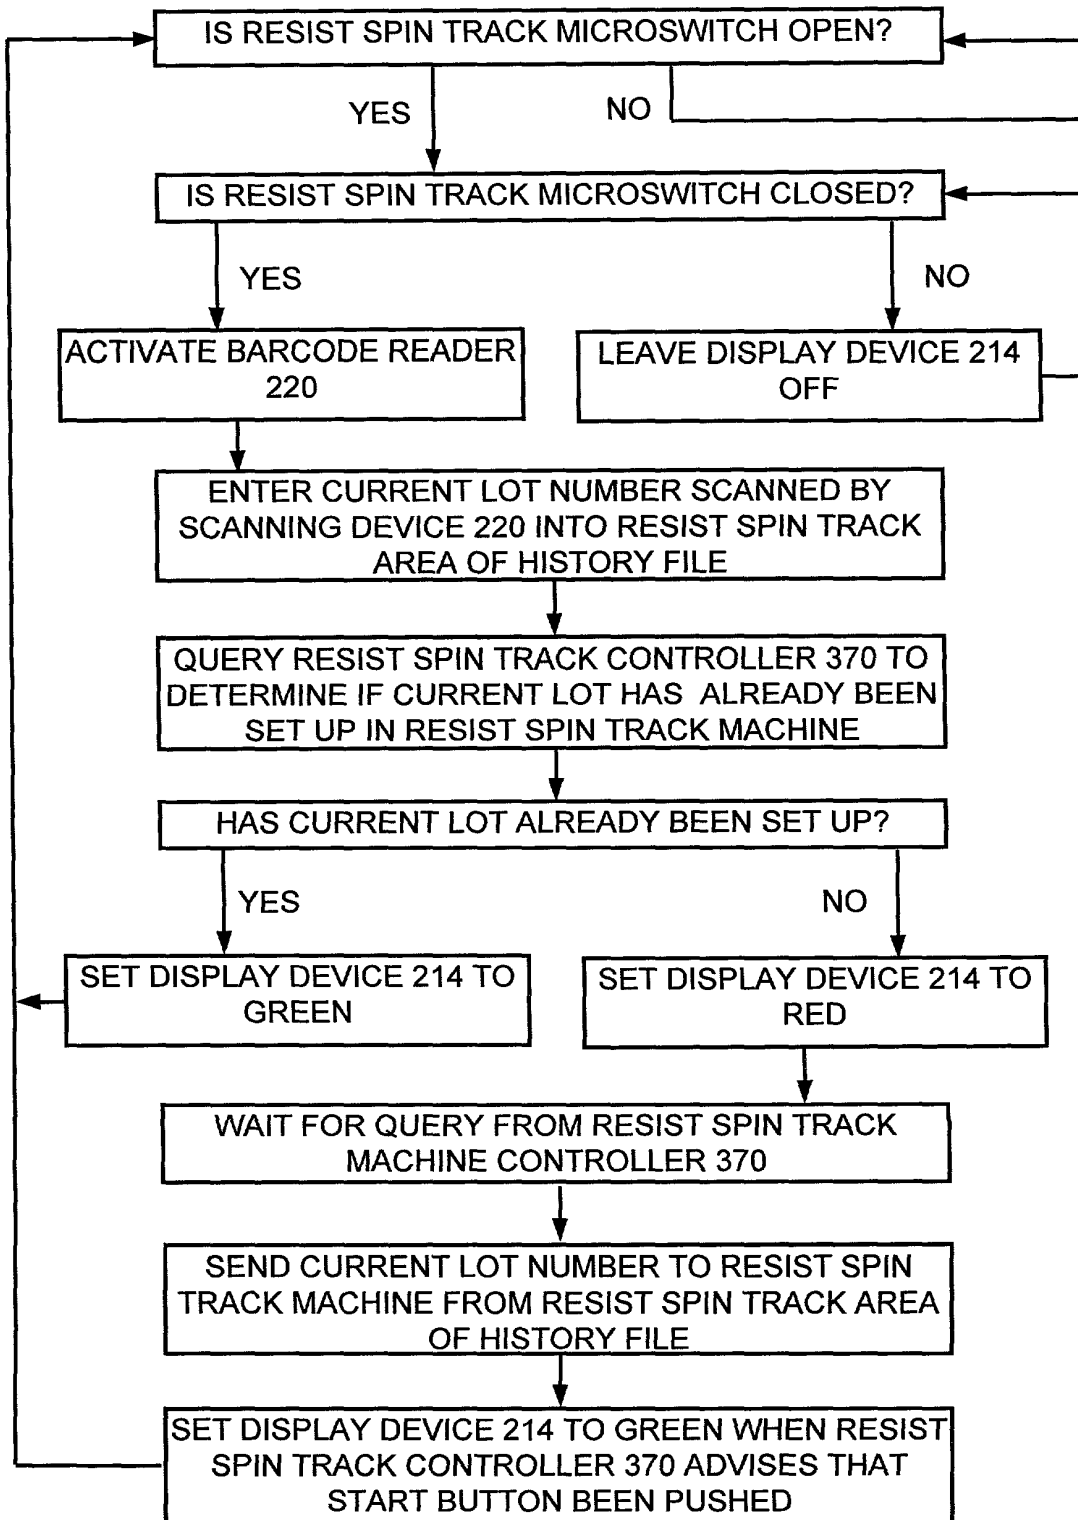 IS RESIST SPIN TRACK MICROSWITCH OPEN?
YES
NO
IS RESIST SPIN TRACK MICROSWITCH CLOSED?
YES
NO
ACTIVATE BARCODE READER
220
LEAVE DISPLAY DEVICE 214
OFF
ENTER CURRENT LOT NUMBER SCANNED BY
SCANNING DEVICE 220 INTO RESIST SPIN TRACK
AREA OF HISTORY FILE
QUERY RESIST SPIN TRACK CONTROLLER 370 TO
DETERMINE IF CURRENT LOT HAS ALREADY BEEN
SET UP IN RESIST SPIN TRACK MACHINE
HAS CURRENT LOT ALREADY BEEN SET UP?
YES
NO
SET DISPLAY DEVICE 214 TO
GREEN
SET DISPLAY DEVICE 214 TO
RED
WAIT FOR QUERY FROM RESIST SPIN TRACK
MACHINE CONTROLLER 370
SEND CURRENT LOT NUMBER TO RESIST SPIN
TRACK MACHINE FROM RESIST SPIN TRACK AREA
OF HISTORY FILE
SET DISPLAY DEVICE 214 TO GREEN WHEN RESIST
SPIN TRACK CONTROLLER 370 ADVISES THAT
START BUTTON BEEN PUSHED